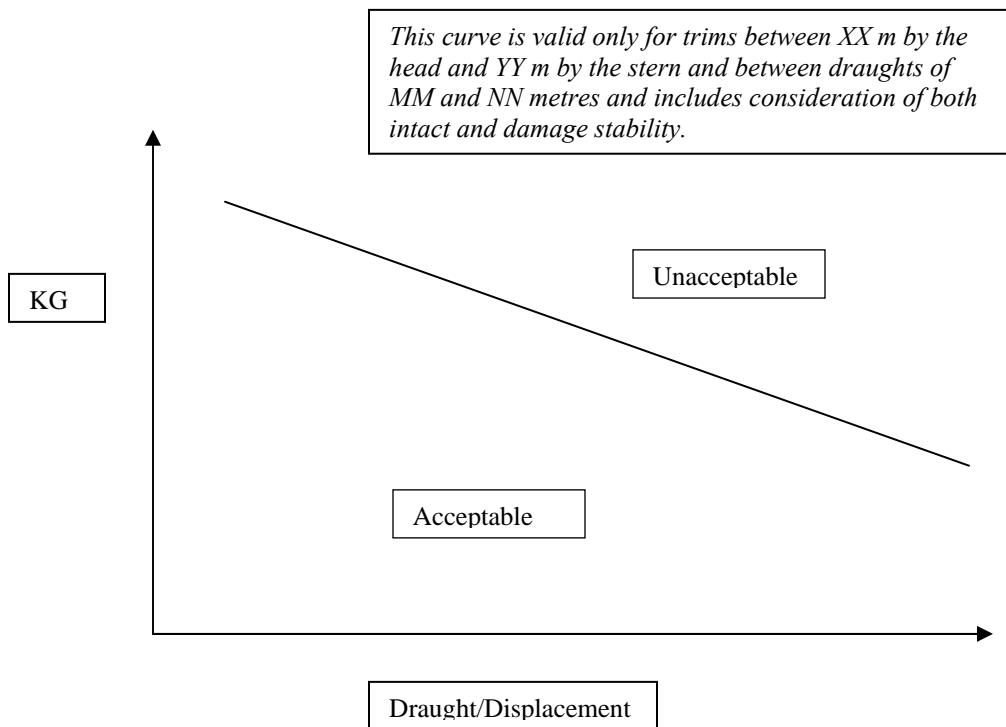 This curve is valid only for trims between XX m by the
head and YY m by the stern and between draughts of
MM and NN metres and includes consideration of both
intact and damage stability.
Unacceptable
KG
Acceptable
Draught/Displacement